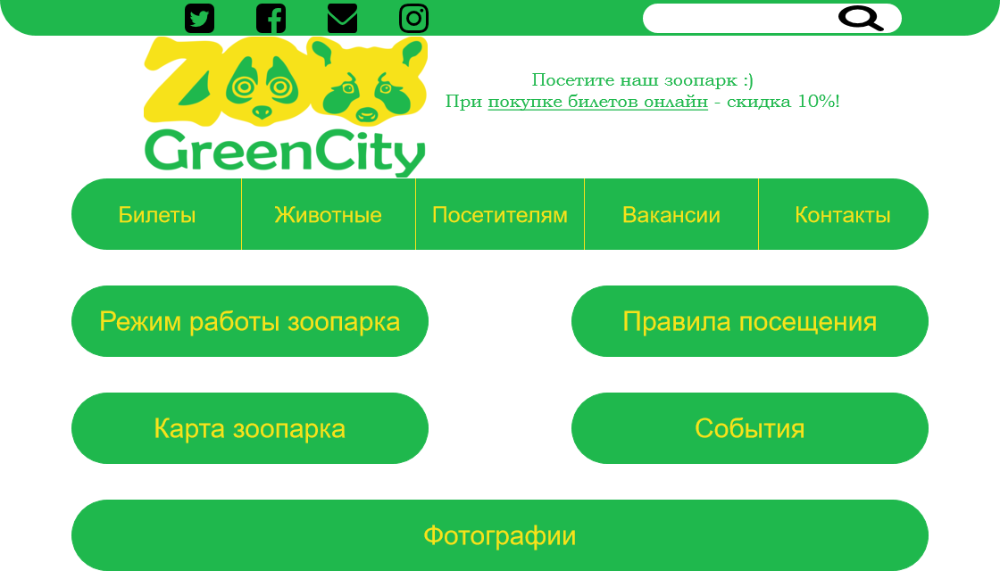 ZOO
GreenCity
Посетите наш зоопарк :)
При покупке билетов онлайн - скидка 10%!
Билеты Животные Посетителям Вакансии Контакты
Режим работы зоопарка Правила посещения
Карта зоопарка События
Фотографии